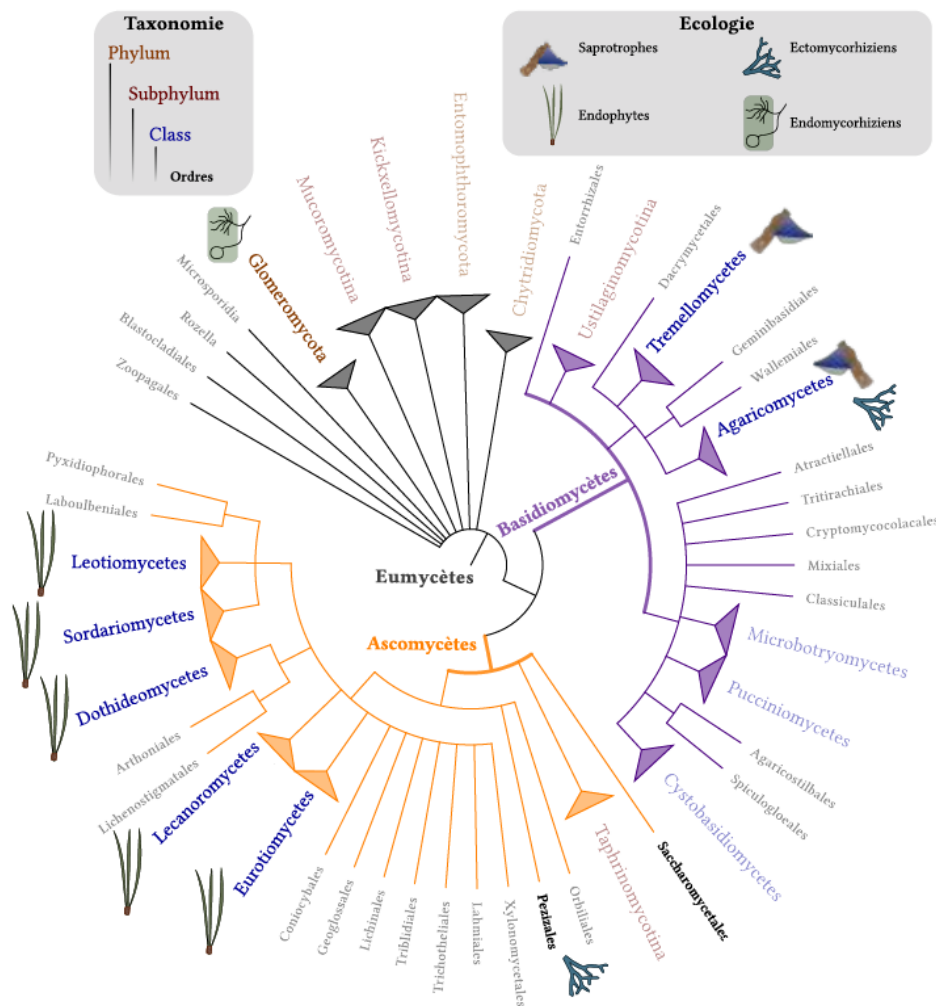 Taxonomie
Phylum
Subphylum
Class
Ordres
Ecologie
Saprotrophes
Ectomycorhiziens
Endophytes
Endomycorhiziens
Zoopagales
Blastocladiales
Rozella
Microsporidia
Glomeromycota
Mucoromycotina
Kickxellomycotina
Entomophthoromycota
Chytridiomycota
Entorrhizales
Ustilaginomycotina
Dacrymycetales
Tremellomycetes
Geminibasidiales
Wallemiales
Agaricomycetes
Atractiellales
Tritirachiales
Cryptomycocolacales
Mixiales
Classiculales
Microbotryomycetes
Pucciniomycetes
Agaricostilbales
Spiculogloeales
Cystobasidiomycetes
Basidiomycètes
Eumycètes
Ascomycètes
Saccharomycetales
Taphrinomycotina
Orbiliales
Pezizales
Xylonomycetales
Lahmiales
Trichotheliales
Triblidiales
Lichinales
Geoglossales
Coniocybales
Eurotiomycetes
Lecanoromycetes
Lichenostigmatales
Arthoniales
Dothideomycetes
Sordariomycetes
Leotiomycetes
Laboulbeniales
Pyxidiophorales